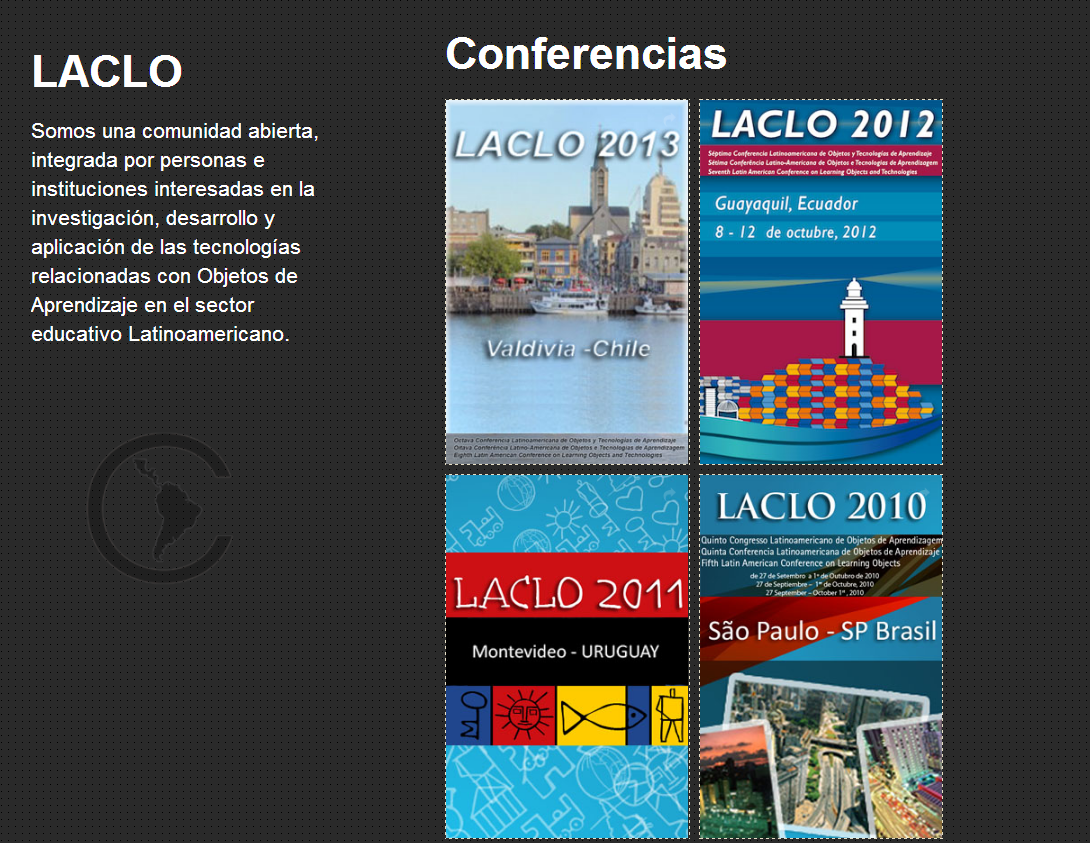 LACLO
Somos una comunidad abierta,
integrada por personas e
instituciones interesadas en la
investigación, desarrollo y
aplicación de las tecnologías
relacionadas con Objetos de
Aprendizaje en el sector
educativo Latinoamericano.
Conferencias
LACLO 2013
Valdivia -Chile
Octava Conferencia Latinoamericana de Objetos y Tecnologías de Aprendizaje
Oitava Conferência Latino-Americana de Objetos e Tecnologias de Aprendizagem
Eighth Latin American Conference on Learning Objects and Technologies
LACLO 2012
Séptima Conferencia Latinoamericana de Objetos y Tecnologías de Aprendizaje
Sétima Conferência Latino-Americana de Objetos e Tecnologias de Aprendizagem
Seventh Latin American Conference on Learning Objects and Technologies
Guayaquil, Ecuador
8 - 12 de octubre, 2012
LACLO 2011
Montevideo - URUGUAY
LACLO 2010
Quinto Congresso Latinoamericano de Objetos de Aprendizagem
Quinta Conferencia Latinoamericana de Objetos de Aprendizaje
Fifth Latin American Conference on Learning Objects
de 27 de Setembro a 1º de Outubro de 2010
27 de Septiembre – 1º de Octubre, 2010
27 September – October 1st, 2010
São Paulo - SP Brasil